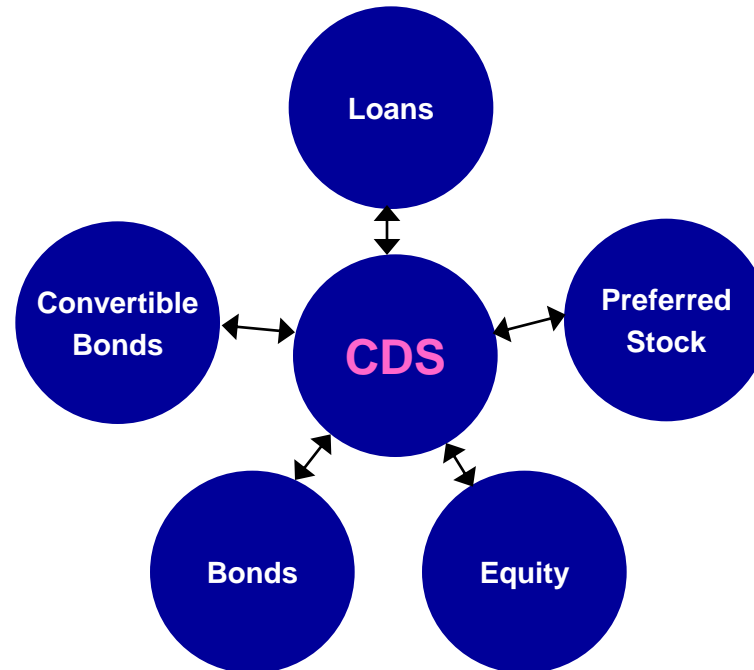 Loans
Convertible
Bonds
Preferred
Stock
CDS
Bonds
Equity